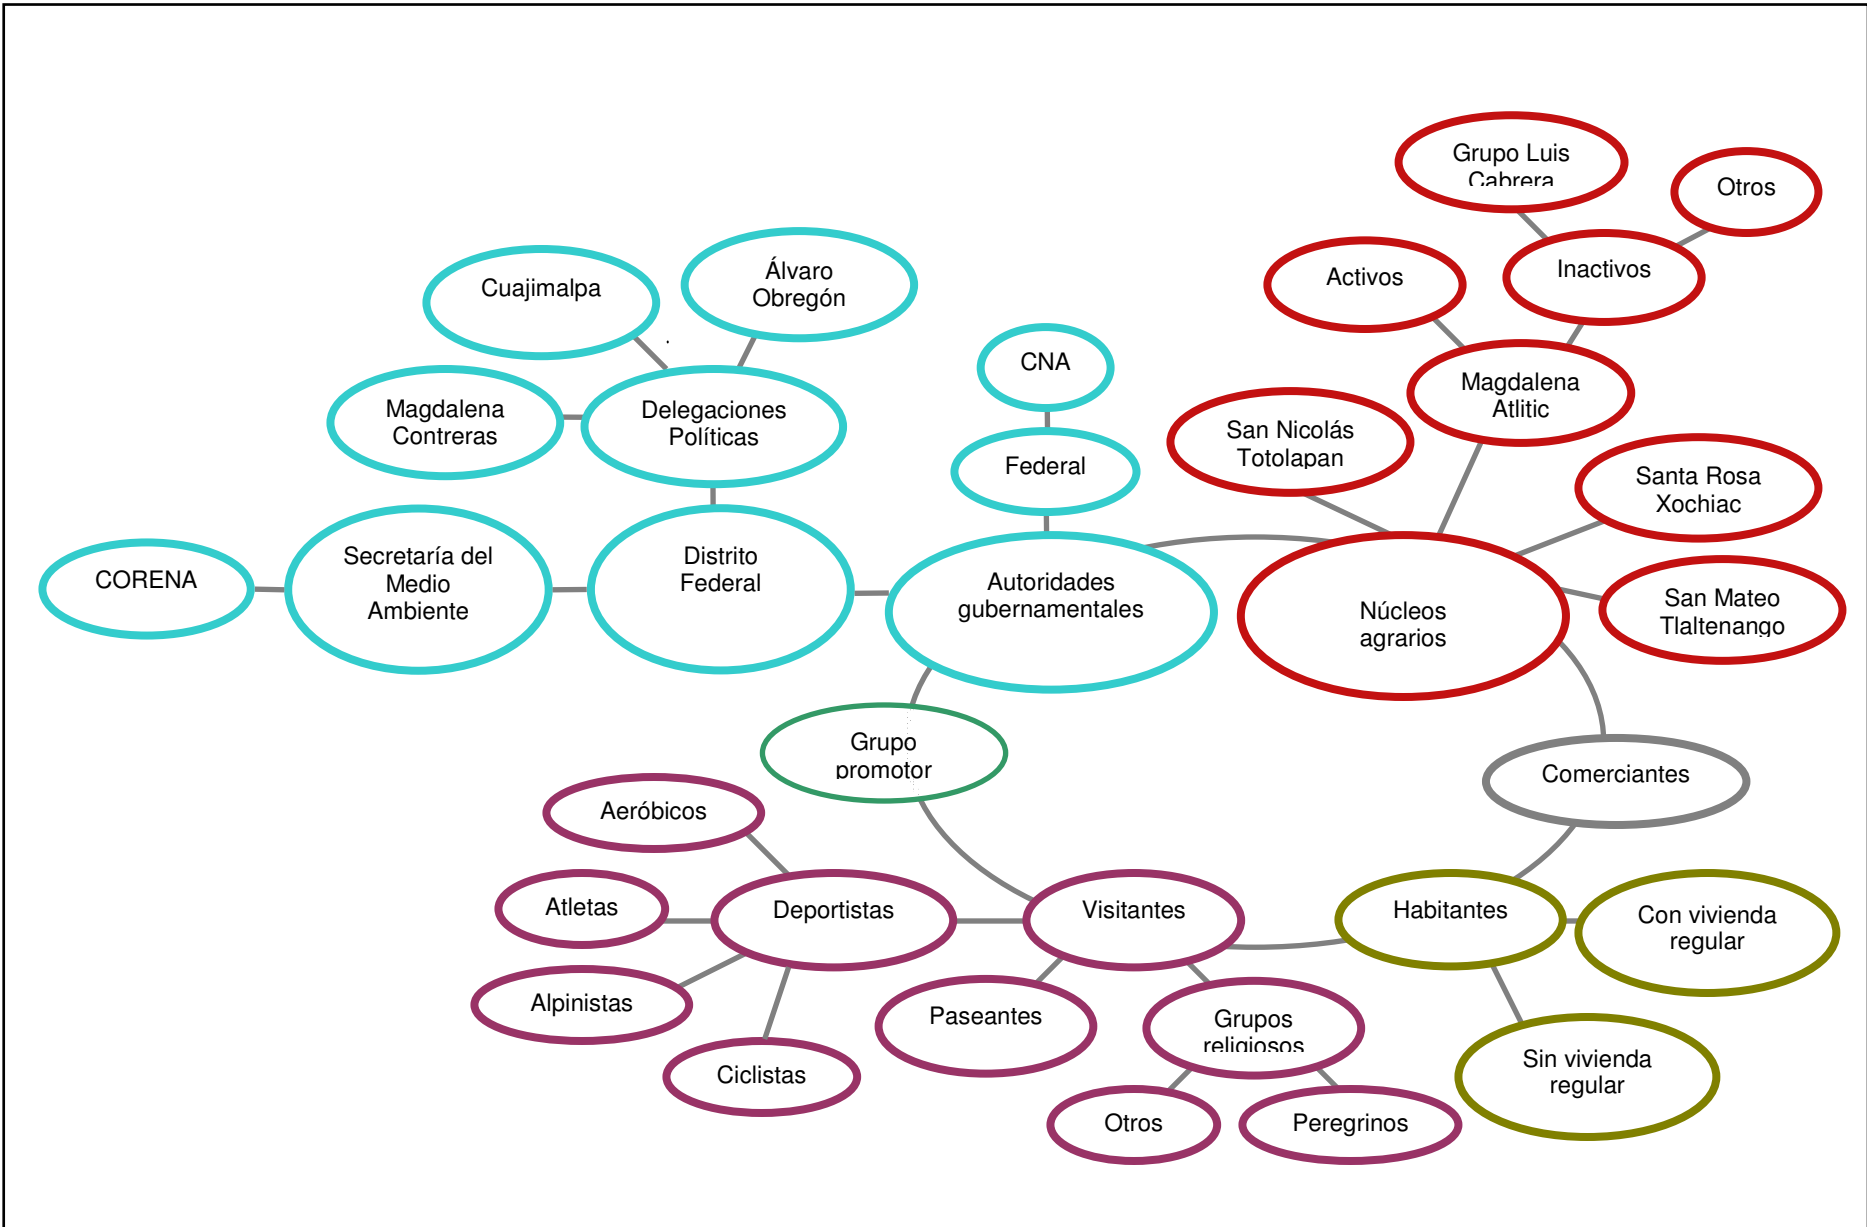 Grupo Luis
Cabrera
Otros
Activos
Inactivos
Cuajimalpa
Álvaro
Obregón
CNA
Magdalena
Atlitic
Magdalena
Contreras
Delegaciones
Políticas
San Nicolás
Totolapan
Federal
Santa Rosa
Xochiac
CORENA
Secretaría del
Medio
Ambiente
Distrito
Federal
Autoridades
gubernamentales
Núcleos
agrarios
San Mateo
Tlaltenango
Grupo
promotor
Comerciantes
Aeróbicos
Atletas
Deportistas
Visitantes
Habitantes
Con vivienda
regular
Alpinistas
Paseantes
Grupos
religiosos
Ciclistas
Sin vivienda
regular
Otros
Peregrinos